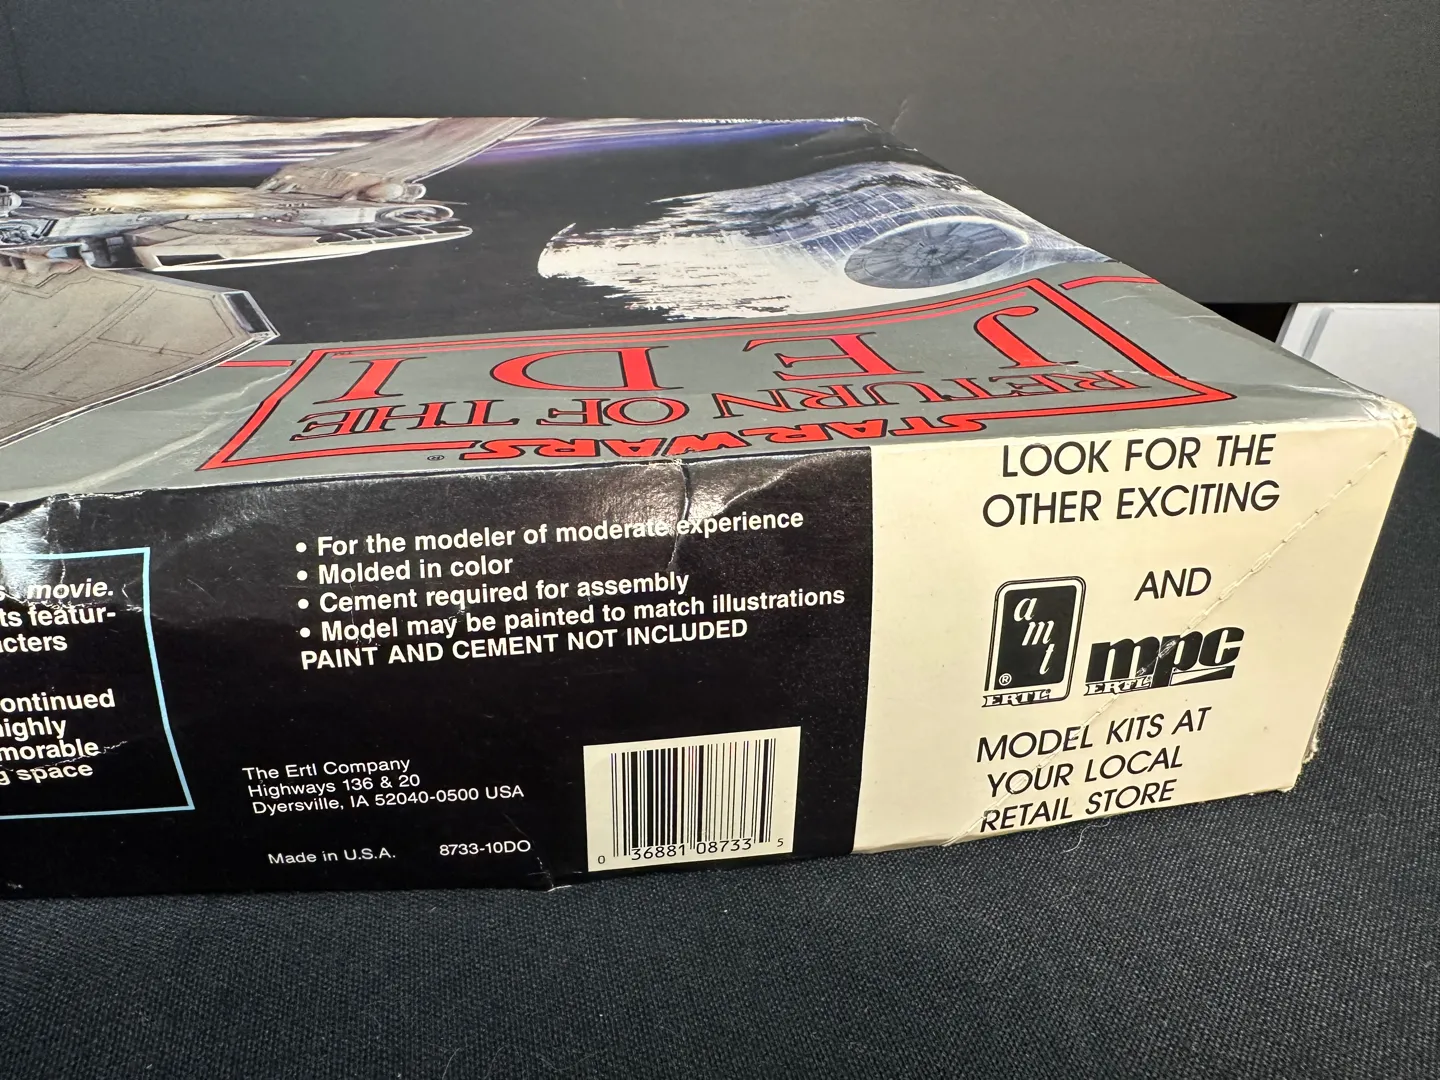 STAR WARS®
RETURN OF THE
JEDI
movie.
ts featur-
cters
ontinued
ighly
morable
space
• For the modeler of moderate experience
• Molded in color
• Cement required for assembly
• Model may be painted to match illustrations
PAINT AND CEMENT NOT INCLUDED
The Ertl Company
Highways 136 & 20
Dyersville, IA 52040-0500 USA
Made in U.S.A. 8733-10DO
0 36881 08733 5
LOOK FOR THE
OTHER EXCITING
amt
®
ERTL
AND
mpc
ERTL
MODEL KITS AT
YOUR LOCAL
RETAIL STORE